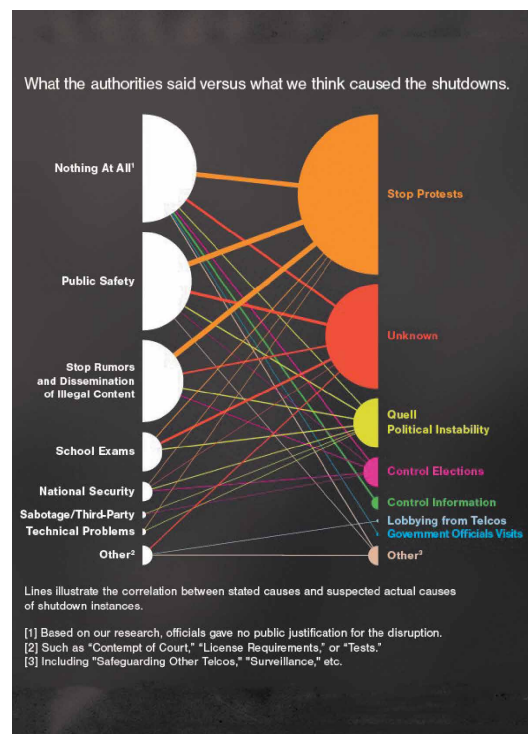 What the authorities said versus what we think caused the shutdowns.
Nothing At All¹
Public Safety
Stop Rumors
and Dissemination
of Illegal Content
School Exams
National Security
Sabotage/Third-Party
Technical Problems
Other²
Stop Protests
Unknown
Quell
Political Instability
Control Elections
Control Information
Lobbying from Telcos
Government Officials Visits
Other³
Lines illustrate the correlation between stated causes and suspected actual causes
of shutdown instances.
[1] Based on our research, officials gave no public justification for the disruption.
[2] Such as “Contempt of Court,” “License Requirements,” or “Tests.”
[3] Including "Safeguarding Other Telcos," "Surveillance," etc.